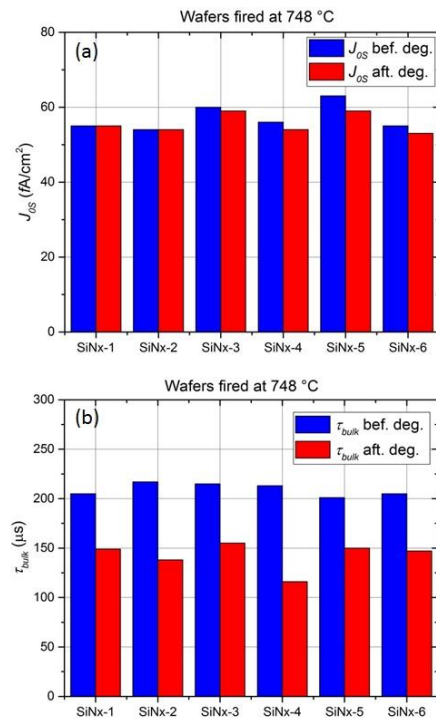 Wafers fired at 748 °C
(a)
J0S bef. deg.
J0S aft. deg.
80
60
40
20
0
J0S (fA/cm²)
SiNx-1 SiNx-2 SiNx-3 SiNx-4 SiNx-5 SiNx-6
Wafers fired at 748 °C
(b)
τbulk bef. deg.
τbulk aft. deg.
300
250
200
150
100
50
0
τbulk (µs)
SiNx-1 SiNx-2 SiNx-3 SiNx-4 SiNx-5 SiNx-6